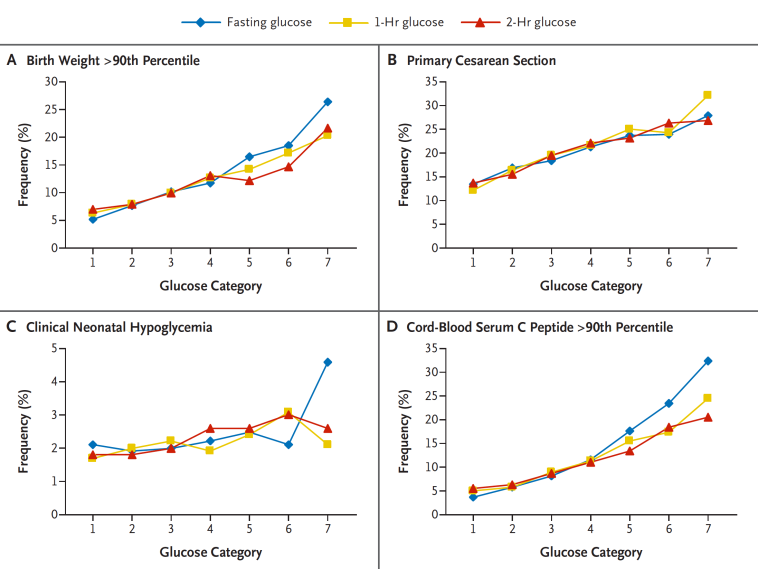 Fasting glucose 1-Hr glucose 2-Hr glucose
A Birth Weight >90th Percentile
30
25
20
15
10
5
0
Frequency (%)
1 2 3 4 5 6 7
Glucose Category
B Primary Cesarean Section
35
30
25
20
15
10
5
0
Frequency (%)
1 2 3 4 5 6 7
Glucose Category
C Clinical Neonatal Hypoglycemia
5
4
3
2
1
0
Frequency (%)
1 2 3 4 5 6 7
Glucose Category
D Cord-Blood Serum C Peptide >90th Percentile
35
30
25
20
15
10
5
0
Frequency (%)
1 2 3 4 5 6 7
Glucose Category